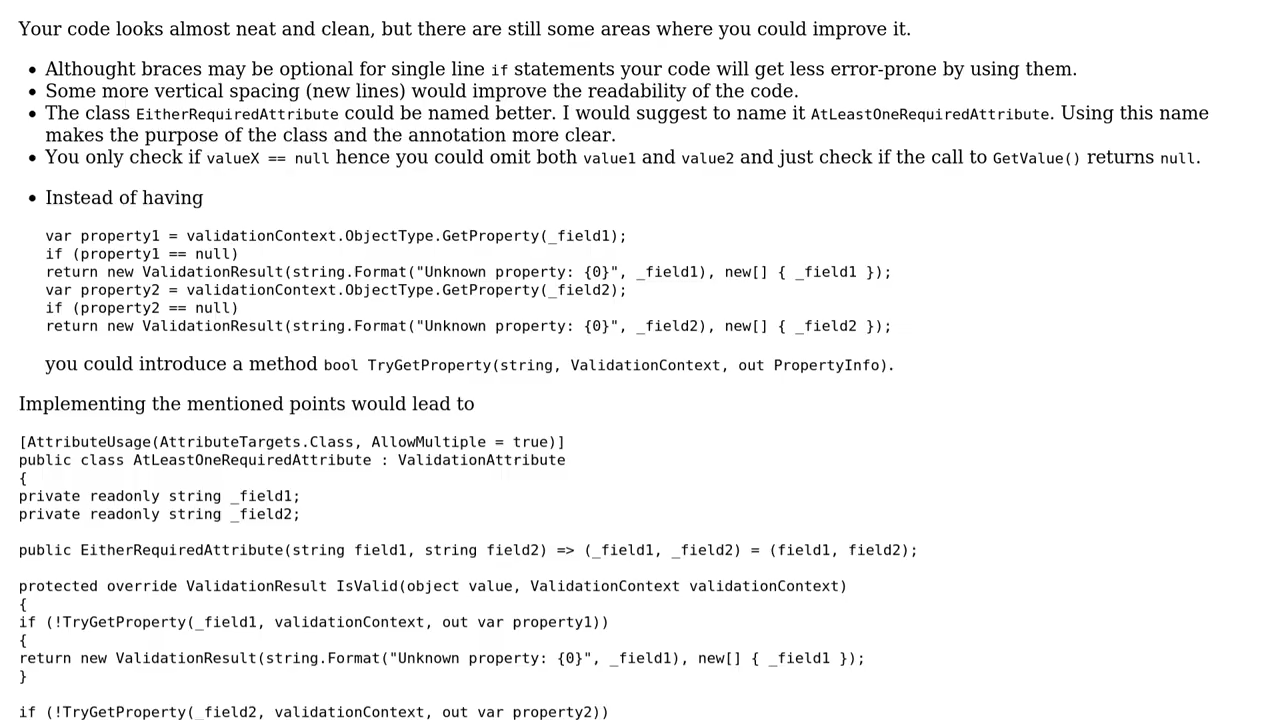 Your code looks almost neat and clean, but there are still some areas where you could improve it.
• Althought braces may be optional for single line if statements your code will get less error-prone by using them.
• Some more vertical spacing (new lines) would improve the readability of the code.
• The class EitherRequiredAttribute could be named better. I would suggest to name it AtLeastOneRequiredAttribute. Using this name
makes the purpose of the class and the annotation more clear.
• You only check if valueX == null hence you could omit both value1 and value2 and just check if the call to GetValue() returns null.
• Instead of having
var property1 = validationContext.ObjectType.GetProperty(_field1);
if (property1 == null)
return new ValidationResult(string.Format("Unknown property: {0}", _field1), new[] { _field1 });
var property2 = validationContext.ObjectType.GetProperty(_field2);
if (property2 == null)
return new ValidationResult(string.Format("Unknown property: {0}", _field2), new[] { _field2 });
you could introduce a method bool TryGetProperty(string, ValidationContext, out PropertyInfo).
Implementing the mentioned points would lead to
[AttributeUsage(AttributeTargets.Class, AllowMultiple = true)]
public class AtLeastOneRequiredAttribute : ValidationAttribute
{
private readonly string _field1;
private readonly string _field2;
public EitherRequiredAttribute(string field1, string field2) => (_field1, _field2) = (field1, field2);
protected override ValidationResult IsValid(object value, ValidationContext validationContext)
{
if (!TryGetProperty(_field1, validationContext, out var property1))
{
return new ValidationResult(string.Format("Unknown property: {0}", _field1), new[] { _field1 });
}
if (!TryGetProperty(_field2, validationContext, out var property2))